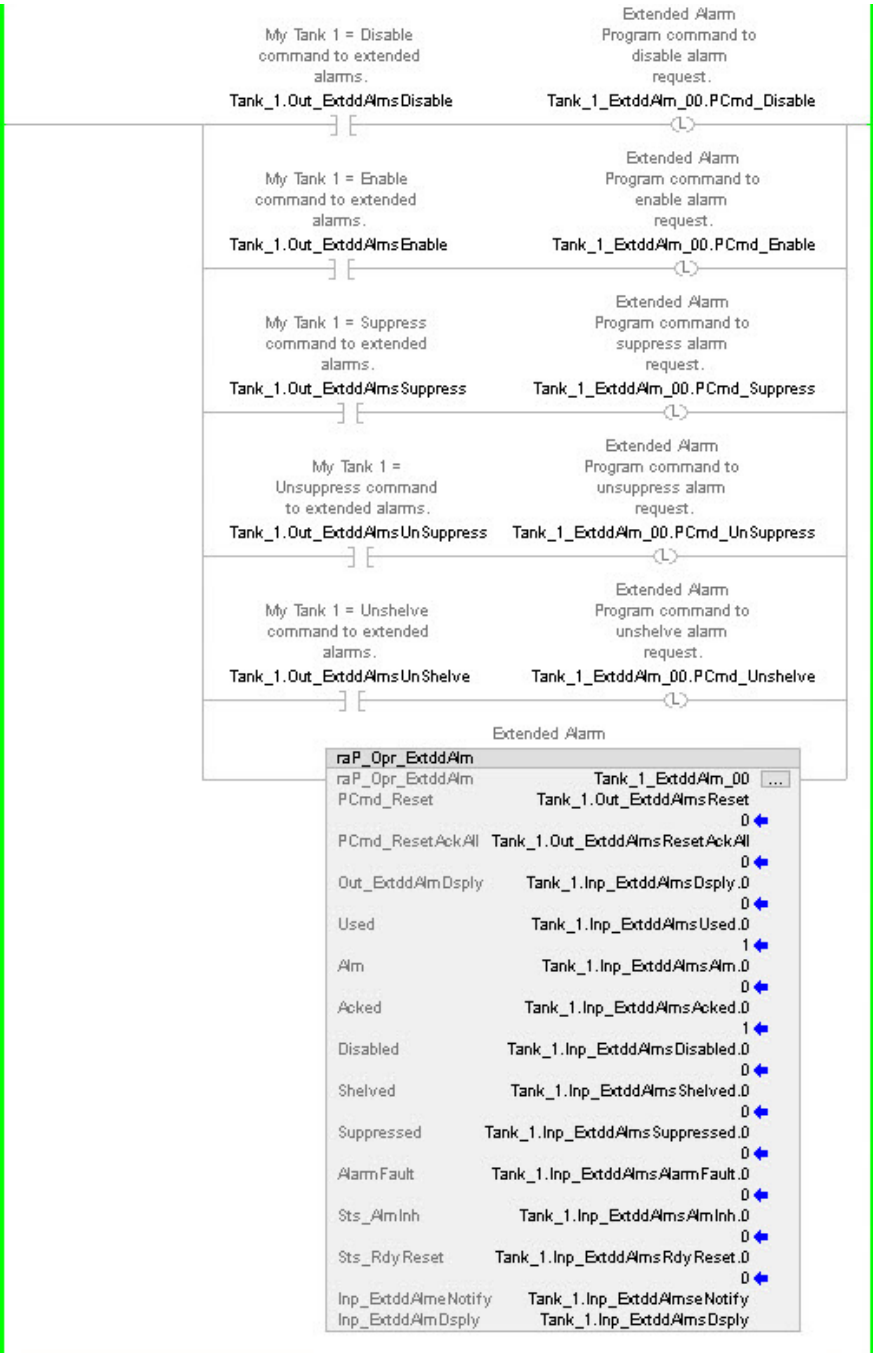 My Tank 1 = Disable
command to extended
alarms.
Tank_1.Out_ExtddAlmsDisable
Extended Alarm
Program command to
disable alarm
request.
Tank_1_ExtddAlm_00.PCmd_Disable
L
My Tank 1 = Enable
command to extended
alarms.
Tank_1.Out_ExtddAlmsEnable
Extended Alarm
Program command to
enable alarm
request.
Tank_1_ExtddAlm_00.PCmd_Enable
L
My Tank 1 = Suppress
command to extended
alarms.
Tank_1.Out_ExtddAlmsSuppress
Extended Alarm
Program command to
suppress alarm
request.
Tank_1_ExtddAlm_00.PCmd_Suppress
L
My Tank 1 =
Unsuppress command
to extended alarms.
Tank_1.Out_ExtddAlmsUnSuppress
Extended Alarm
Program command to
unsuppress alarm
request.
Tank_1_ExtddAlm_00.PCmd_UnSuppress
L
My Tank 1 = Unshelve
command to extended
alarms.
Tank_1.Out_ExtddAlmsUnShelve
Extended Alarm
Program command to
unshelve alarm
request.
Tank_1_ExtddAlm_00.PCmd_Unshelve
L
Extended Alarm
raP_Opr_ExtddAlm
raP_Opr_ExtddAlm Tank_1_ExtddAlm_00 ...
PCmd_Reset Tank_1.Out_ExtddAlmsReset
0
PCmd_ResetAckAll Tank_1.Out_ExtddAlmsResetAckAll
0
Out_ExtddAlmDsply Tank_1.Inp_ExtddAlmsDsply.0
0
Used Tank_1.Inp_ExtddAlmsUsed.0
1
Alm Tank_1.Inp_ExtddAlmsAlm.0
0
Acked Tank_1.Inp_ExtddAlmsAcked.0
1
Disabled Tank_1.Inp_ExtddAlmsDisabled.0
0
Shelved Tank_1.Inp_ExtddAlmsShelved.0
0
Suppressed Tank_1.Inp_ExtddAlmsSuppressed.0
0
AlarmFault Tank_1.Inp_ExtddAlmsAlarmFault.0
0
Sts_AlmInh Tank_1.Inp_ExtddAlmsAlmInh.0
0
Sts_RdyReset Tank_1.Inp_ExtddAlmsRdyReset.0
0
Inp_ExtddAlmeNotify Tank_1.Inp_ExtddAlmseNotify
Inp_ExtddAlmDsply Tank_1.Inp_ExtddAlmsDsply